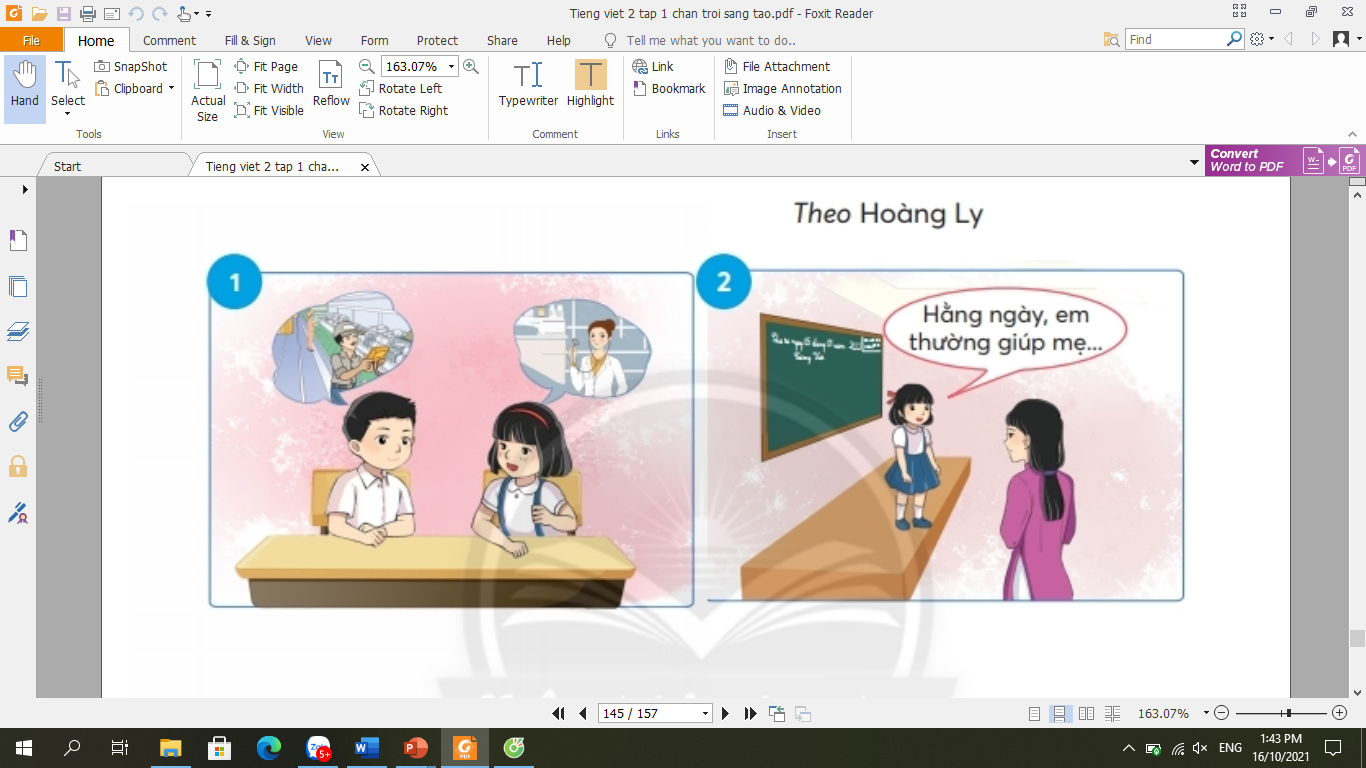 Tieng viet 2 tap 1 chan troi sang tao.pdf - Foxit Reader
File Home Comment Fill & Sign View Form Protect Share Help Tell me what you want to do.. Find
Hand
Select
SnapShot
Clipboard
Tools
Actual Size
Fit Page
Fit Width
Fit Visible
Reflow
163.07%
Rotate Left
Rotate Right
View
Typewriter
Highlight
Comment
Link
Bookmark
Links
File Attachment
Image Annotation
Audio & Video
Insert
Start
Tieng viet 2 tap 1 cha...
Convert
Word to PDF
PDF
Theo Hoàng Ly
1
2
Hằng ngày, em
thường giúp mẹ...
145 / 157
163.07%
Zalo
5+
PDF
ENG
1:43 PM
16/10/2021